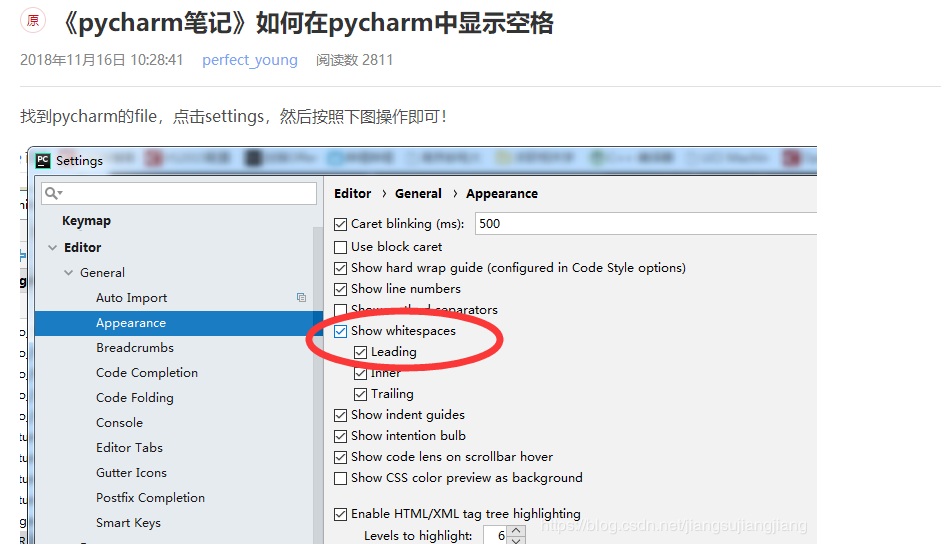 原
《pycharm笔记》如何在pycharm中显示空格
2018年11月16日 10:28:41 perfect_young 阅读数 2811
找到pycharm的file，点击settings，然后按照下图操作即可！
PC Settings
Keymap
Editor
General
Auto Import
Appearance
Breadcrumbs
Code Completion
Code Folding
Console
Editor Tabs
Gutter Icons
Postfix Completion
Smart Keys
Editor › General › Appearance
Caret blinking (ms): 500
Use block caret
Show hard wrap guide (configured in Code Style options)
Show line numbers
Show method separators
Show whitespaces
Leading
Inner
Trailing
Show indent guides
Show intention bulb
Show code lens on scrollbar hover
Show CSS color preview as background
Enable HTML/XML tag tree highlighting
Levels to highlight: 6
https://blog.csdn.net/jiangsujiangjiang